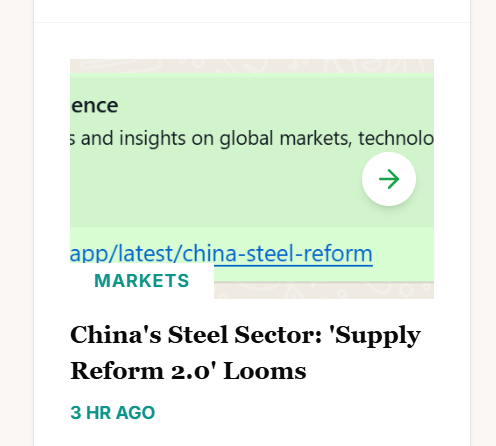 ence
s and insights on global markets, technolo
app/latest/china-steel-reform
MARKETS
China's Steel Sector: 'Supply
Reform 2.0' Looms
3 HR AGO